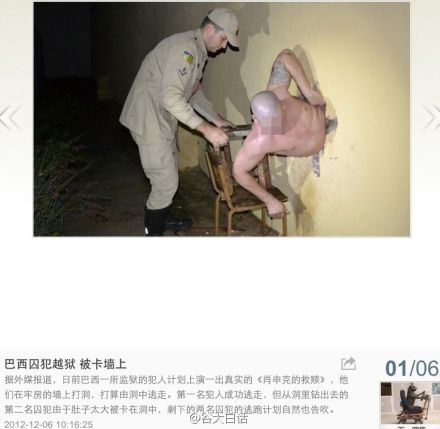 巴西囚犯越狱 被卡墙上
01/06
据外媒报道，日前巴西一所监狱的犯人计划上演一出真实的《肖申克的救赎》，他
们在牢房的墙上打洞，打算由洞中逃走。第一名犯人成功逃走，但从洞里钻出去的
第二名囚犯由于肚子太大被卡在洞中，剩下的两名囚犯的逃跑计划自然也告吹。
2012-12-06 10:16:25
@谷大白话